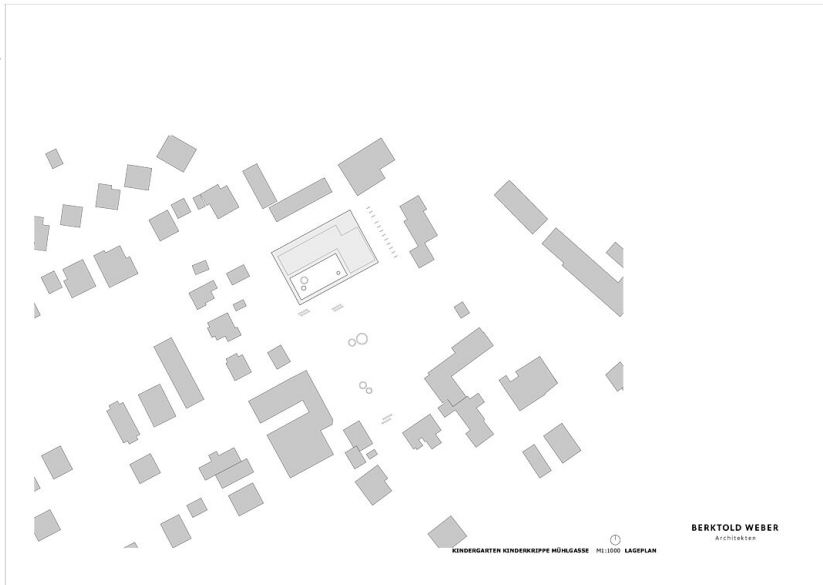 BERKTOLD WEBER
Architekten
KINDERGARTEN KINDERKRIPPE MÜHLGASSE M1:1000 LAGEPLAN